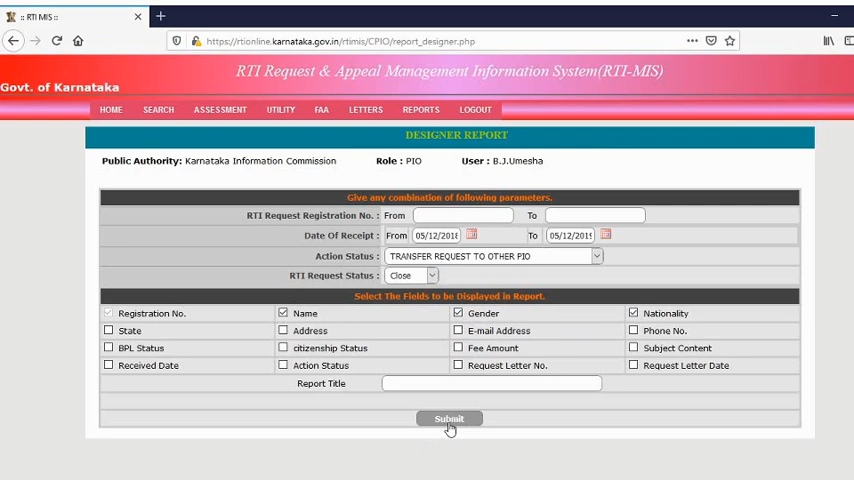 :: RTI MIS ::
https://rtionline.karnataka.gov.in/rtimis/CPIO/report_designer.php
RTI Request & Appeal Management Information System(RTI-MIS)
Govt. of Karnataka
HOME SEARCH ASSESSMENT UTILITY FAA LETTERS REPORTS LOGOUT
DESIGNER REPORT
Public Authority: Karnataka Information Commission Role : PIO User : B.J.Umesha
Give any combination of following parameters.
RTI Request Registration No. : From To
Date Of Receipt : From 05/12/2018 To 05/12/2019
Action Status : TRANSFER REQUEST TO OTHER PIO
RTI Request Status : Close
Select The Fields to be Displayed in Report.
Registration No. Name Gender Nationality
State Address E-mail Address Phone No.
BPL Status citizenship Status Fee Amount Subject Content
Received Date Action Status Request Letter No. Request Letter Date
Report Title
Submit